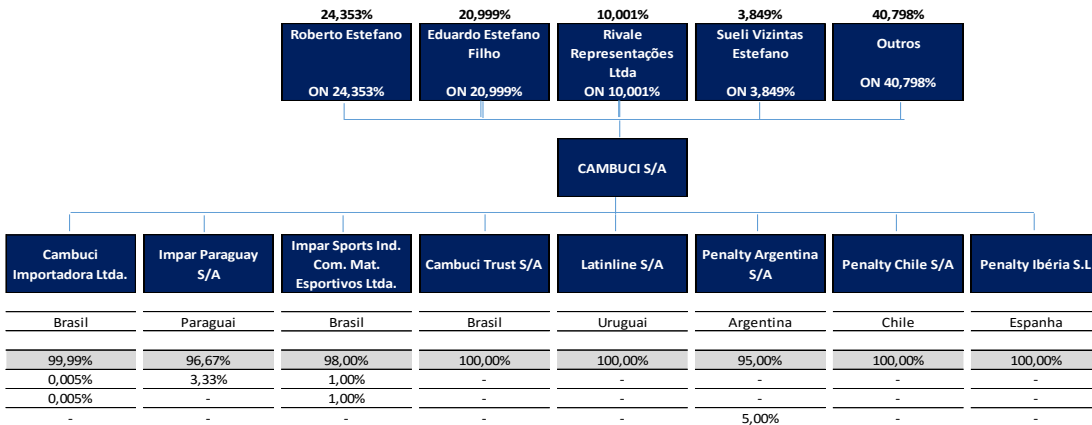 24,353% 20,999% 10,001% 3,849% 40,798%
Roberto Estefano
ON 24,353%
Eduardo Estefano
Filho
ON 20,999%
Rivale
Representações
Ltda
ON 10,001%
Sueli Vizintas
Estefano
ON 3,849%
Outros
ON 40,798%
CAMBUCI S/A
Cambuci
Importadora Ltda.
Impar Paraguay
S/A
Impar Sports Ind.
Com. Mat.
Esportivos Ltda.
Cambuci Trust S/A
Latinline S/A
Penalty Argentina
S/A
Penalty Chile S/A
Penalty Ibéria S.L
Brasil Paraguai Brasil Brasil Uruguai Argentina Chile Espanha
99,99% 96,67% 98,00% 100,00% 100,00% 95,00% 100,00% 100,00%
0,005% 3,33% 1,00% - - - - -
0,005% - 1,00% - - - - -
- - - - - 5,00% - -